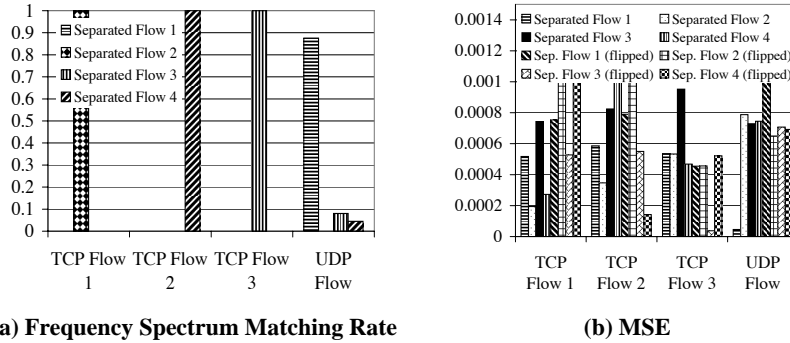 1
0.9
0.8
0.7
0.6
0.5
0.4
0.3
0.2
0.1
0
Separated Flow 1
Separated Flow 2
Separated Flow 3
Separated Flow 4
TCP Flow 1
TCP Flow 2
TCP Flow 3
UDP Flow
a) Frequency Spectrum Matching Rate
0.0014
0.0012
0.001
0.0008
0.0006
0.0004
0.0002
0
Separated Flow 1
Separated Flow 2
Separated Flow 3
Separated Flow 4
Sep. Flow 1 (flipped)
Sep. Flow 2 (flipped)
Sep. Flow 3 (flipped)
Sep. Flow 4 (flipped)
TCP Flow 1
TCP Flow 2
TCP Flow 3
UDP Flow
(b) MSE